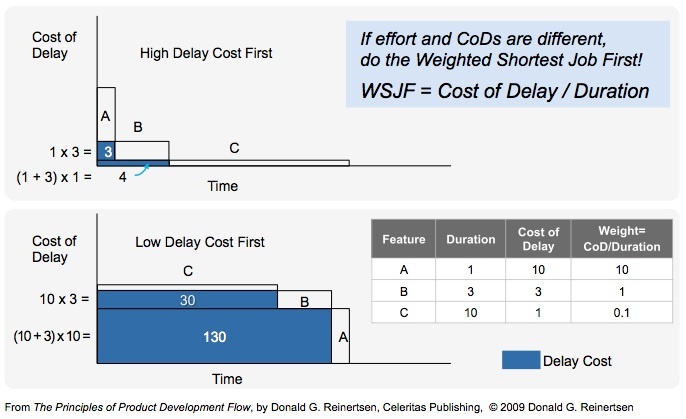 Cost of
Delay
High Delay Cost First
If effort and CoDs are different,
do the Weighted Shortest Job First!
WSJF = Cost of Delay / Duration
A
B
C
1 x 3 =
3
(1 + 3) x 1 =
4
Time
Cost of
Delay
Low Delay Cost First
C
10 x 3 =
30
B
(10 + 3) x 10 =
130
A
Time
Feature Duration Cost of Delay Weight= CoD/Duration
A 1 10 10
B 3 3 1
C 10 1 0.1
Delay Cost
From The Principles of Product Development Flow, by Donald G. Reinertsen, Celeritas Publishing, © 2009 Donald G. Reinertsen